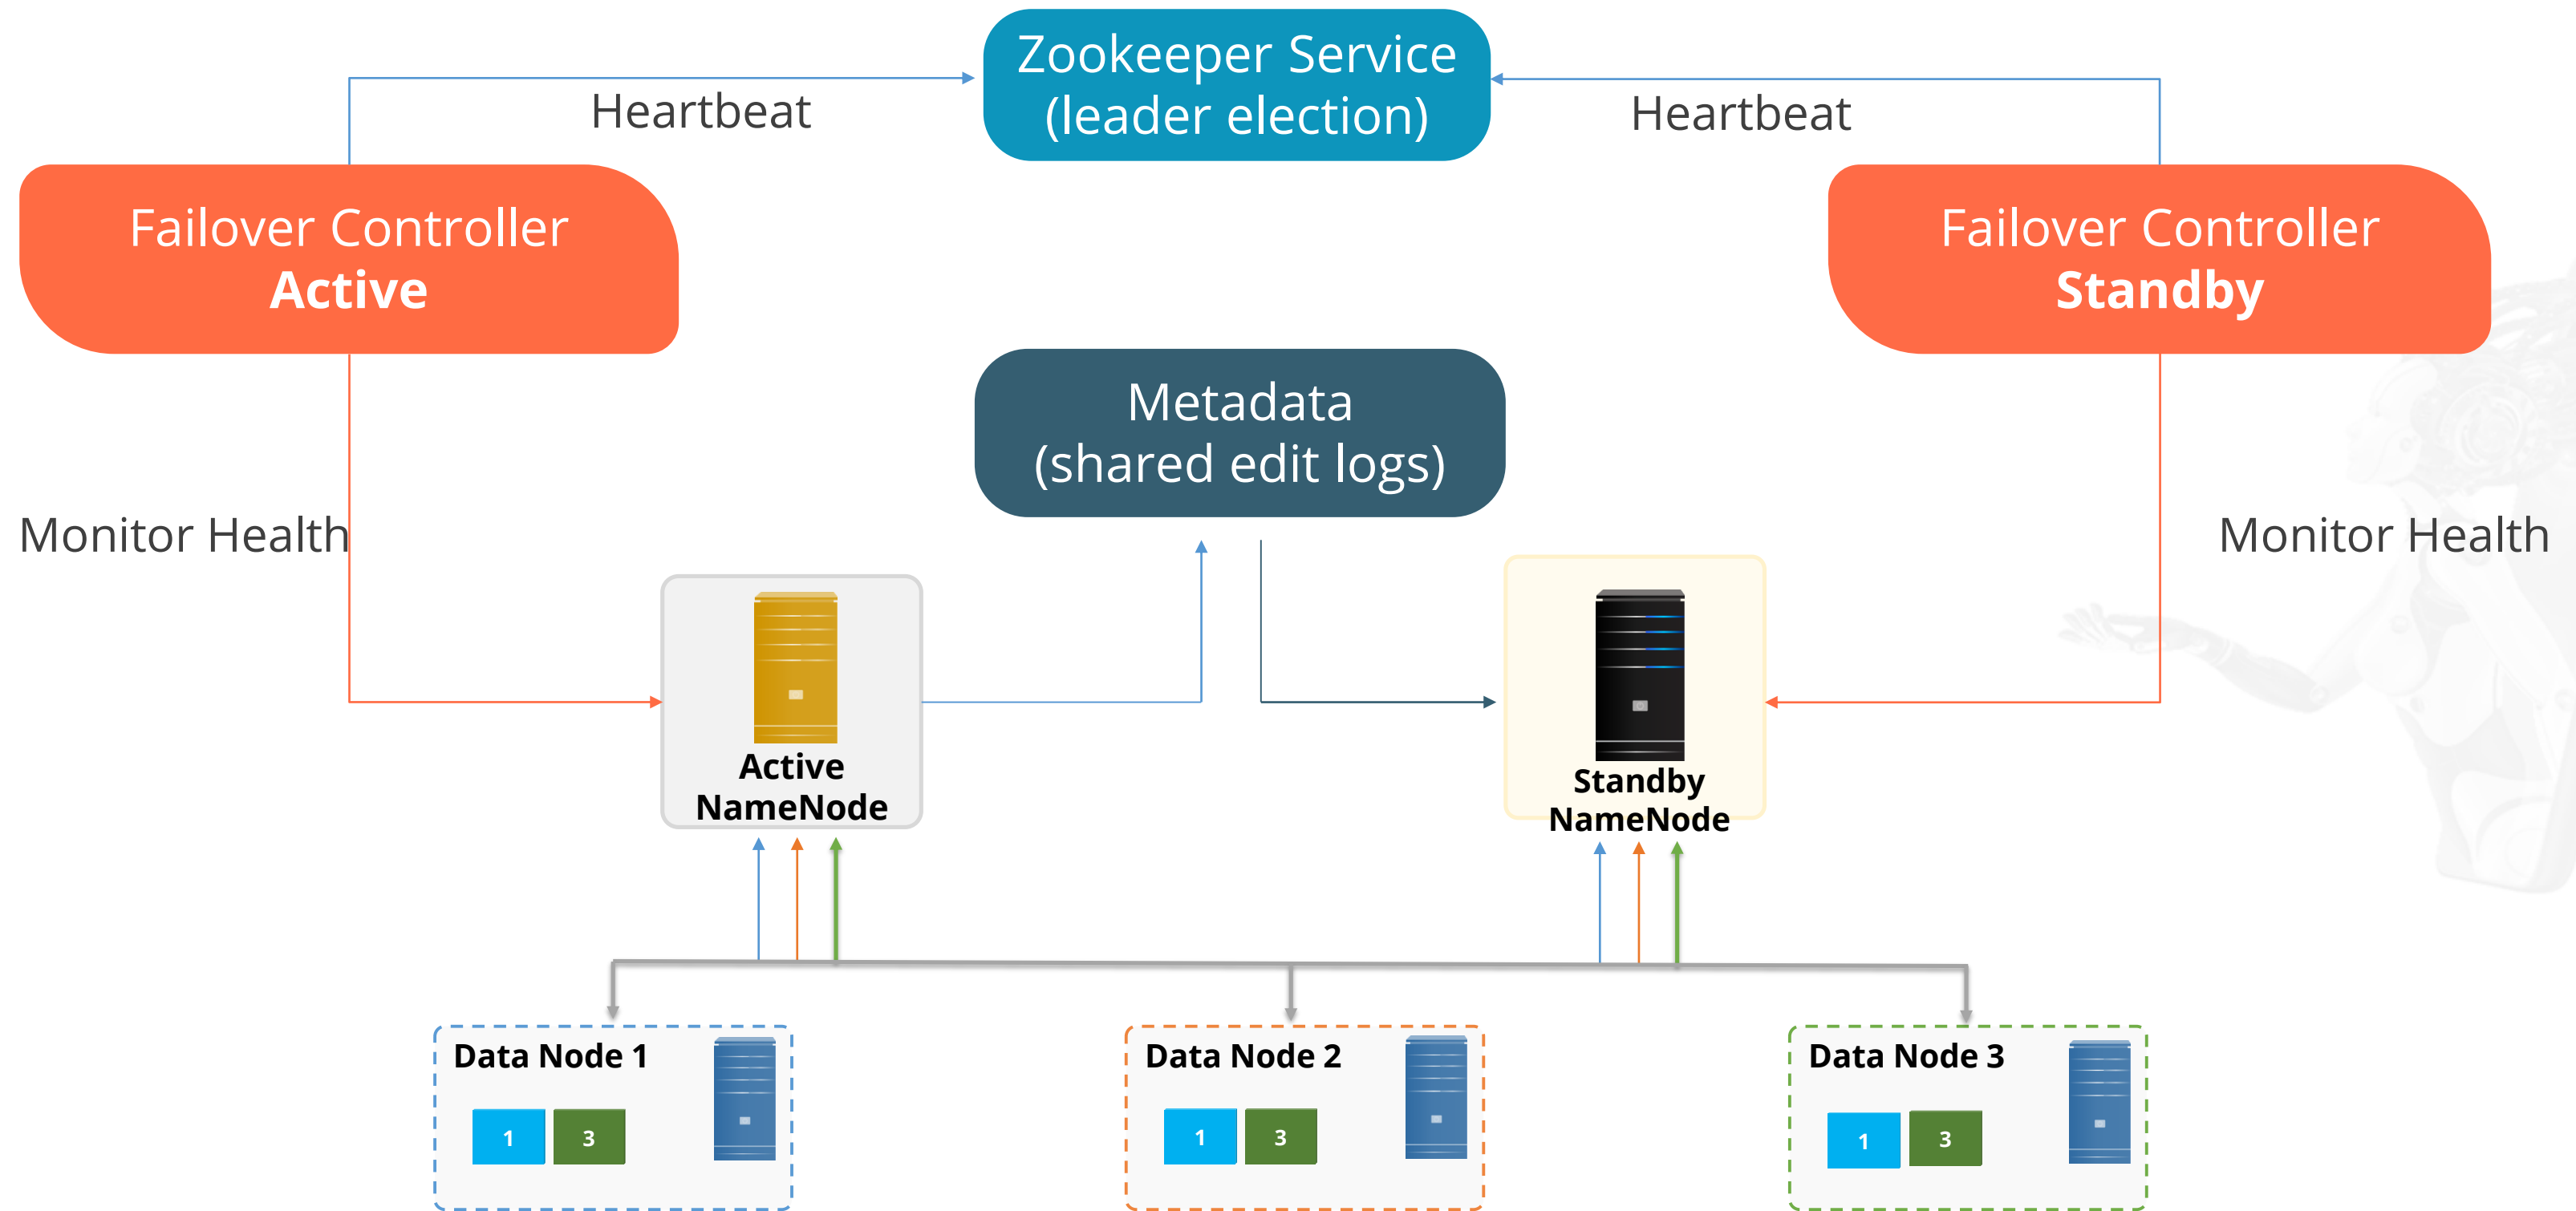 Zookeeper Service
(leader election)
Heartbeat
Heartbeat
Failover Controller
Active
Failover Controller
Standby
Metadata
(shared edit logs)
Monitor Health
Monitor Health
Active
NameNode
Standby
NameNode
Data Node 1
1 3
Data Node 2
1 3
Data Node 3
1 3